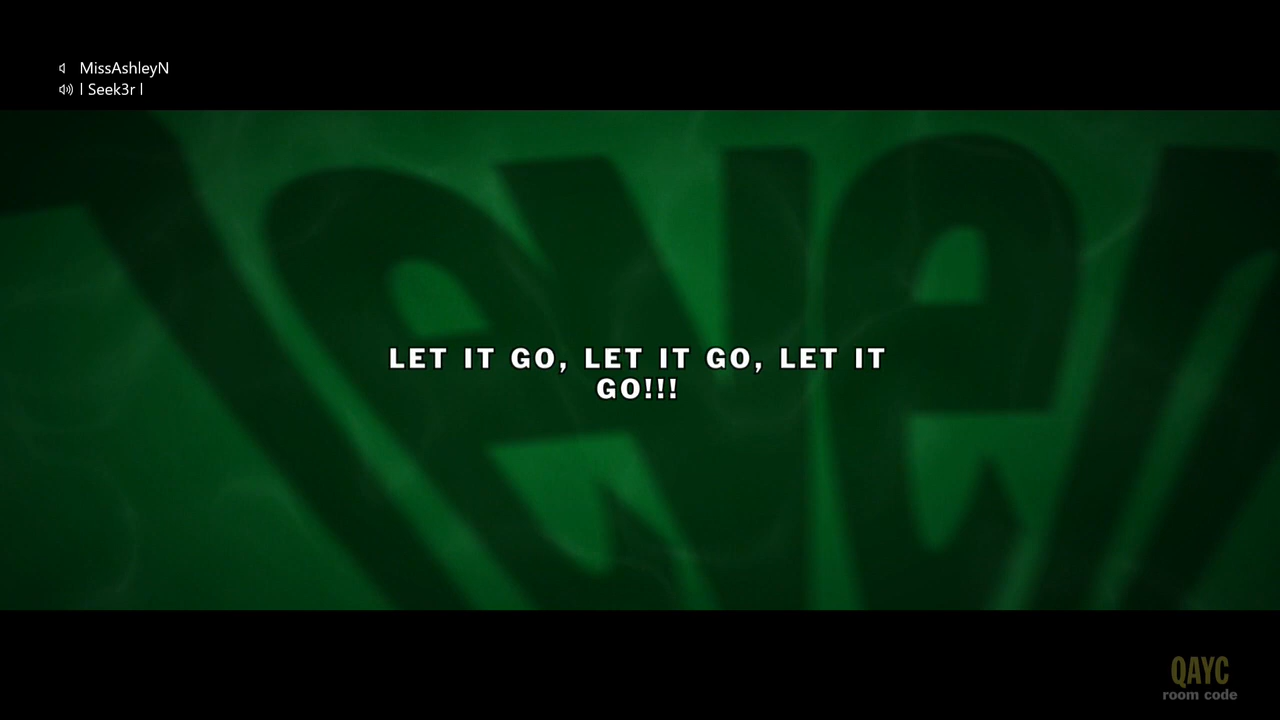 MissAshleyN
l Seek3r l
LET IT GO, LET IT GO, LET IT
GO!!!
QAYC
room code